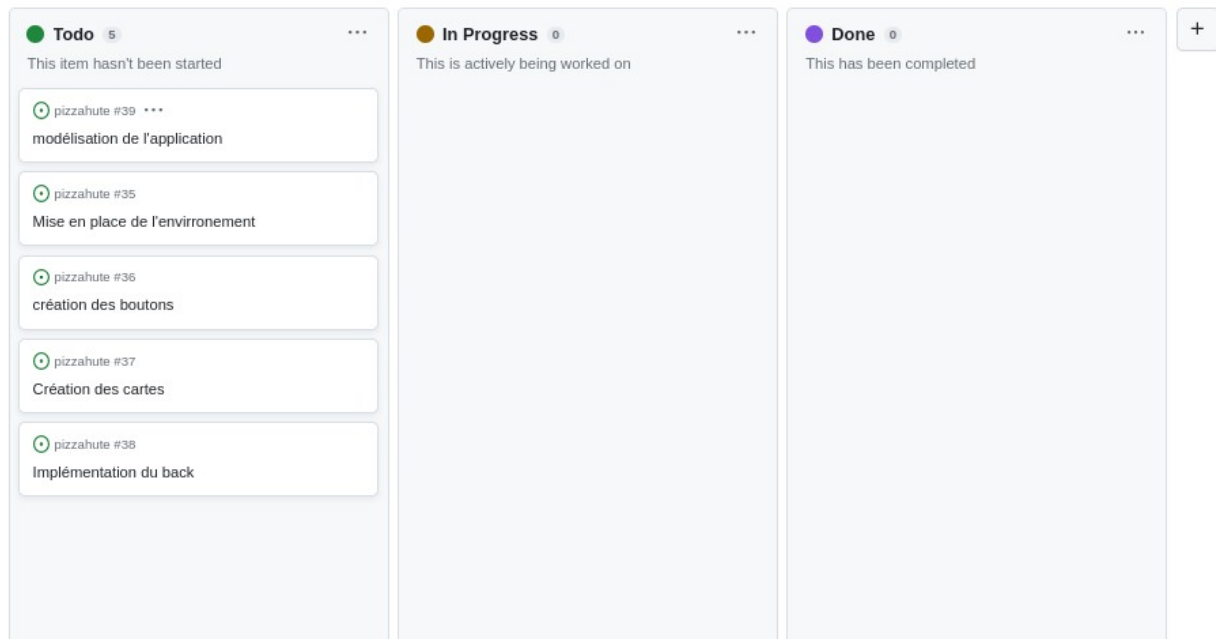 Todo 5
This item hasn't been started
pizzahute #39
modélisation de l'application
pizzahute #35
Mise en place de l'envirronement
pizzahute #36
création des boutons
pizzahute #37
Création des cartes
pizzahute #38
Implémentation du back
In Progress 0
This is actively being worked on
Done 0
This has been completed